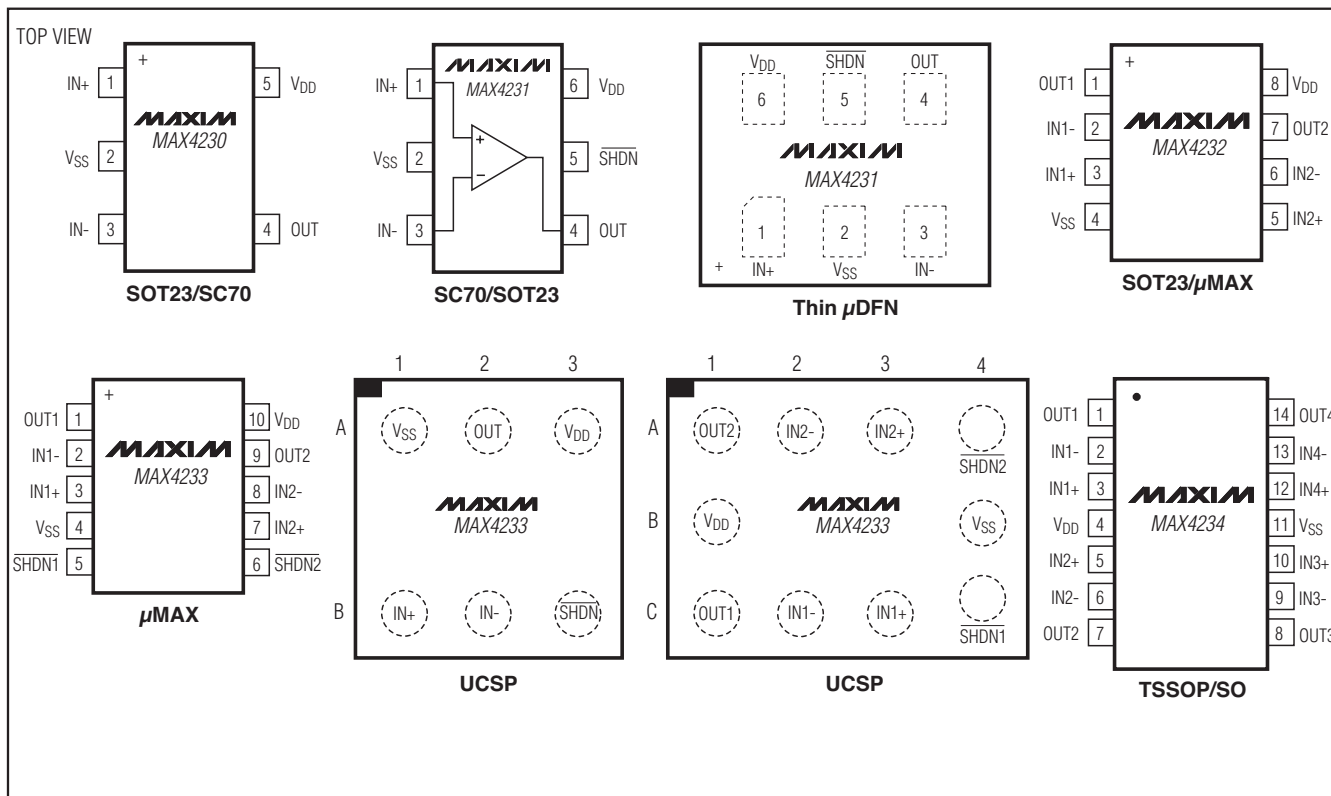 TOP VIEW
+
IN+ 1
5 VDD
MAXIM
MAX4230
VSS 2
IN- 3
4 OUT
SOT23/SC70
MAXIM
MAX4231
IN+ 1
6 VDD
+
VSS 2
5 SHDN
−
IN- 3
4 OUT
SC70/SOT23
VDD SHDN OUT
6 5 4
MAXIM
MAX4231
1 2 3
+ IN+ VSS IN-
Thin µDFN
+
OUT1 1
8 VDD
MAXIM
MAX4232
IN1- 2
7 OUT2
IN1+ 3
6 IN2-
VSS 4
5 IN2+
SOT23/µMAX
+
OUT1 1
10 VDD
MAXIM
MAX4233
IN1- 2
9 OUT2
IN1+ 3
8 IN2-
VSS 4
7 IN2+
SHDN1 5
6 SHDN2
µMAX
1 2 3
A VSS OUT VDD
MAXIM
MAX4233
B IN+ IN- SHDN
UCSP
1 2 3 4
A OUT2 IN2- IN2+
SHDN2
MAXIM
MAX4233
B VDD VSS
C OUT1 IN1- IN1+
SHDN1
UCSP
OUT1 1
14 OUT4
IN1- 2
13 IN4-
IN1+ 3
12 IN4+
MAXIM
MAX4234
VDD 4
11 VSS
IN2+ 5
10 IN3+
IN2- 6
9 IN3-
OUT2 7
8 OUT3
TSSOP/SO